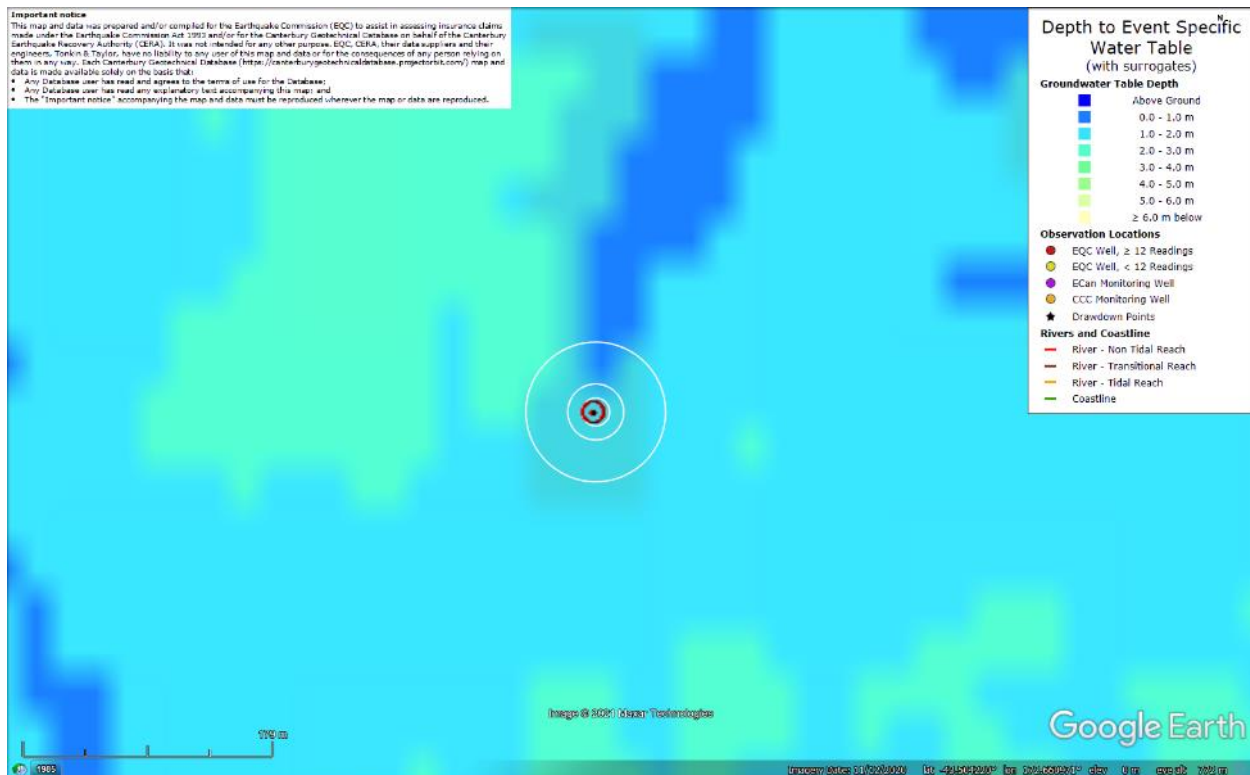 Important notice
This map and data was prepared and/or compiled for the Earthquake Commission (EQC) to assist in assessing insurance claims
made under the Earthquake Commission Act 1993 and/or for the Canterbury Geotechnical Database on behalf of the Canterbury
Earthquake Recovery Authority (CERA). It was not intended for any other purpose. EQC, CERA, their data suppliers and their
engineers, Tonkin & Taylor, have no liability to any user of this map and data or for the consequences of any person relying on
them in any way. Each Canterbury Geotechnical Database (https://canterburygeotechnicaldatabase.projectorbit.com/) map and
data is made available solely on the basis that:
• Any Database user has read and agrees to the terms of use for the Database;
• Any Database user has read any explanatory text accompanying this map; and
• The "Important notice" accompanying the map and data must be reproduced wherever the map or data are reproduced.
N
Depth to Event Specific
Water Table
(with surrogates)
Groundwater Table Depth
Above Ground
0.0 - 1.0 m
1.0 - 2.0 m
2.0 - 3.0 m
3.0 - 4.0 m
4.0 - 5.0 m
5.0 - 6.0 m
≥ 6.0 m below
Observation Locations
EQC Well, ≥ 12 Readings
EQC Well, < 12 Readings
ECan Monitoring Well
CCC Monitoring Well
Drawdown Points
Rivers and Coastline
River - Non Tidal Reach
River - Transitional Reach
River - Tidal Reach
Coastline
Image © 2021 Maxar Technologies
Google Earth
179 m
1985
Imagery Date: 11/22/2020 lat lon elev 0 m eye alt